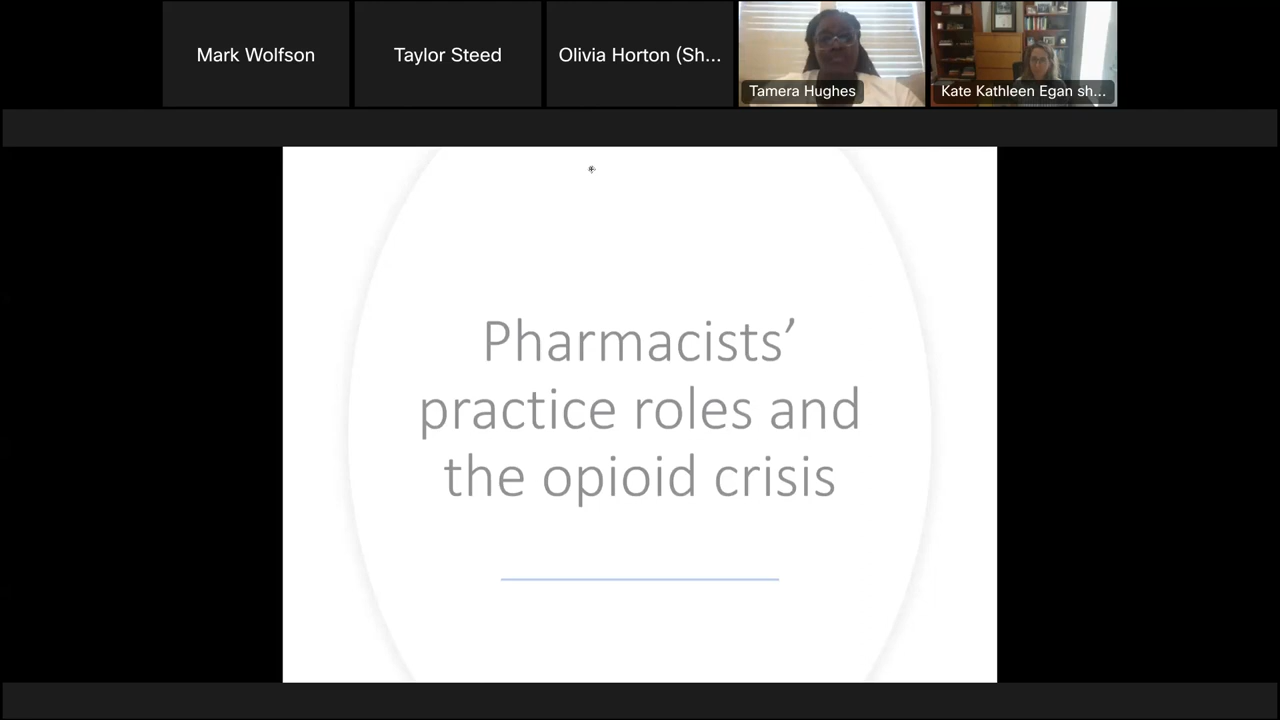 Mark Wolfson
Taylor Steed
Olivia Horton (Sh...
Tamera Hughes
Kate Kathleen Egan sh...
Pharmacists’
practice roles and
the opioid crisis